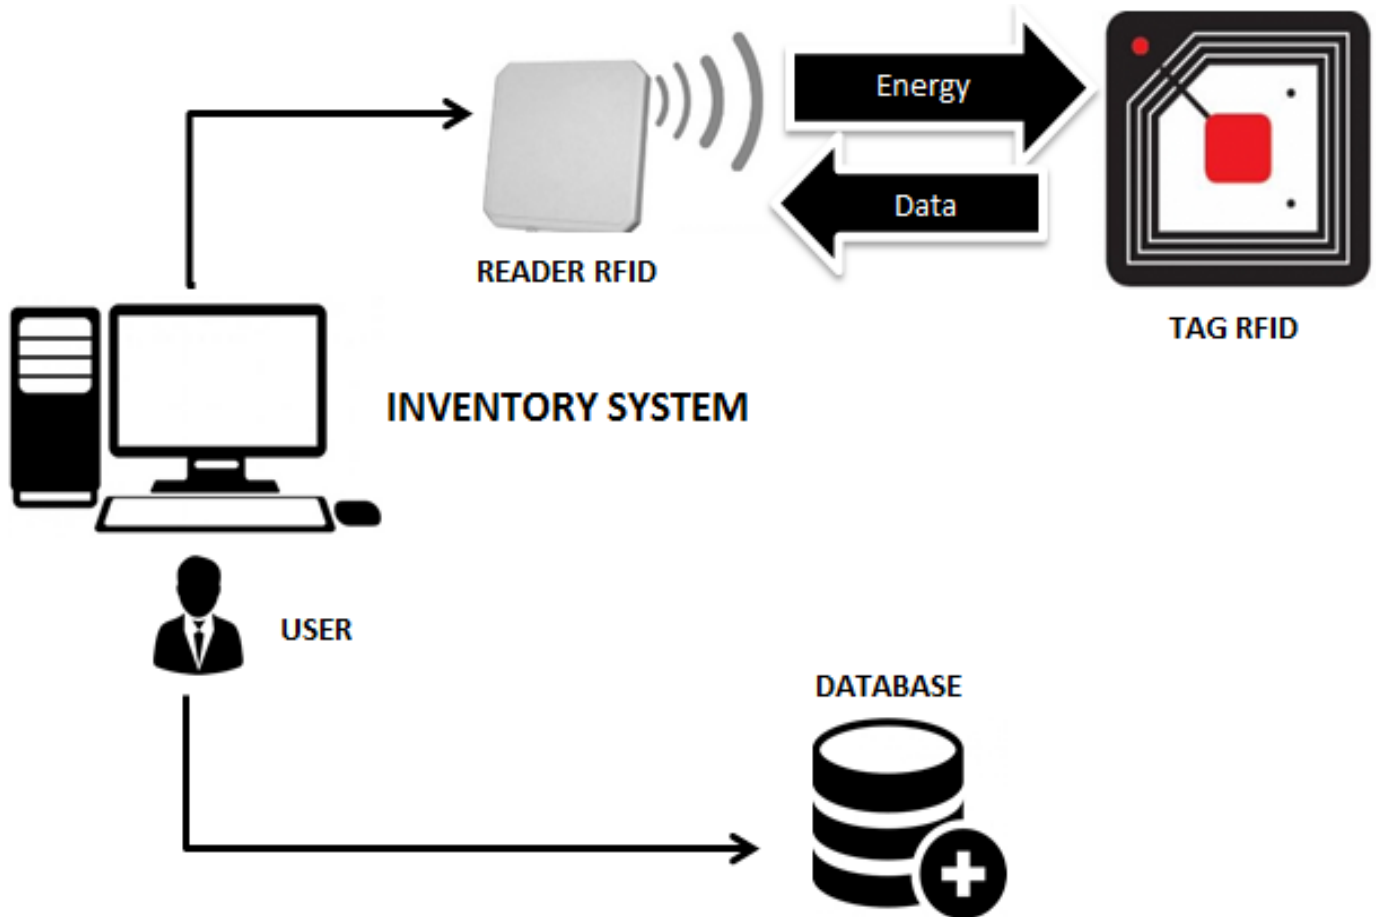 Energy
Data
READER RFID
TAG RFID
INVENTORY SYSTEM
USER
DATABASE